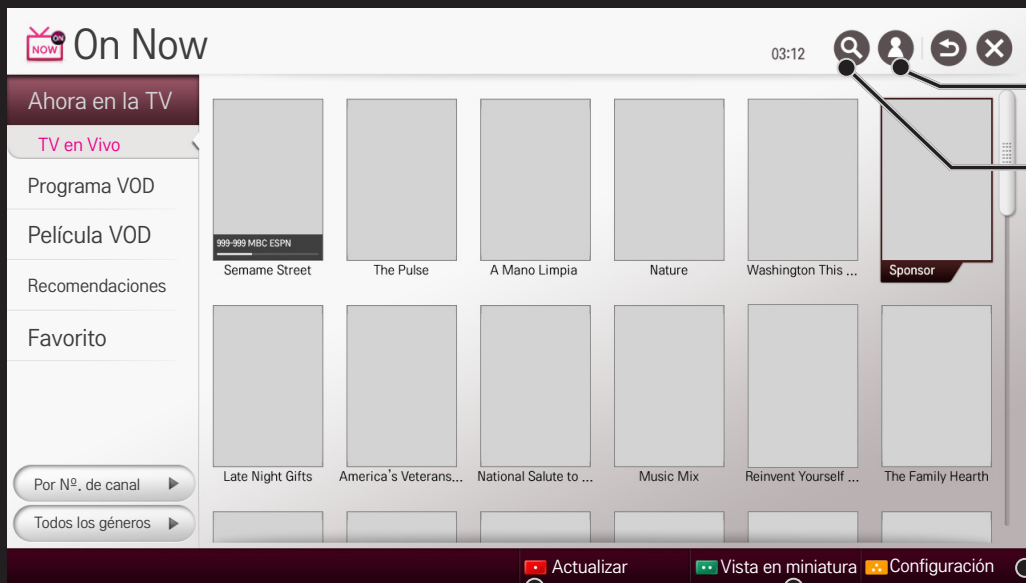 NOW ON On Now
03:12
Ahora en la TV
TV en Vivo
Programa VOD
Película VOD
Recomendaciones
Favorito
Por Nº. de canal
Todos los géneros
999-999 MBC ESPN
Semame Street
The Pulse
A Mano Limpia
Nature
Washington This ...
Sponsor
Late Night Gifts
America's Veterans...
National Salute to ...
Music Mix
Reinvent Yourself ...
The Family Hearth
Actualizar
Vista en miniatura
Configuración